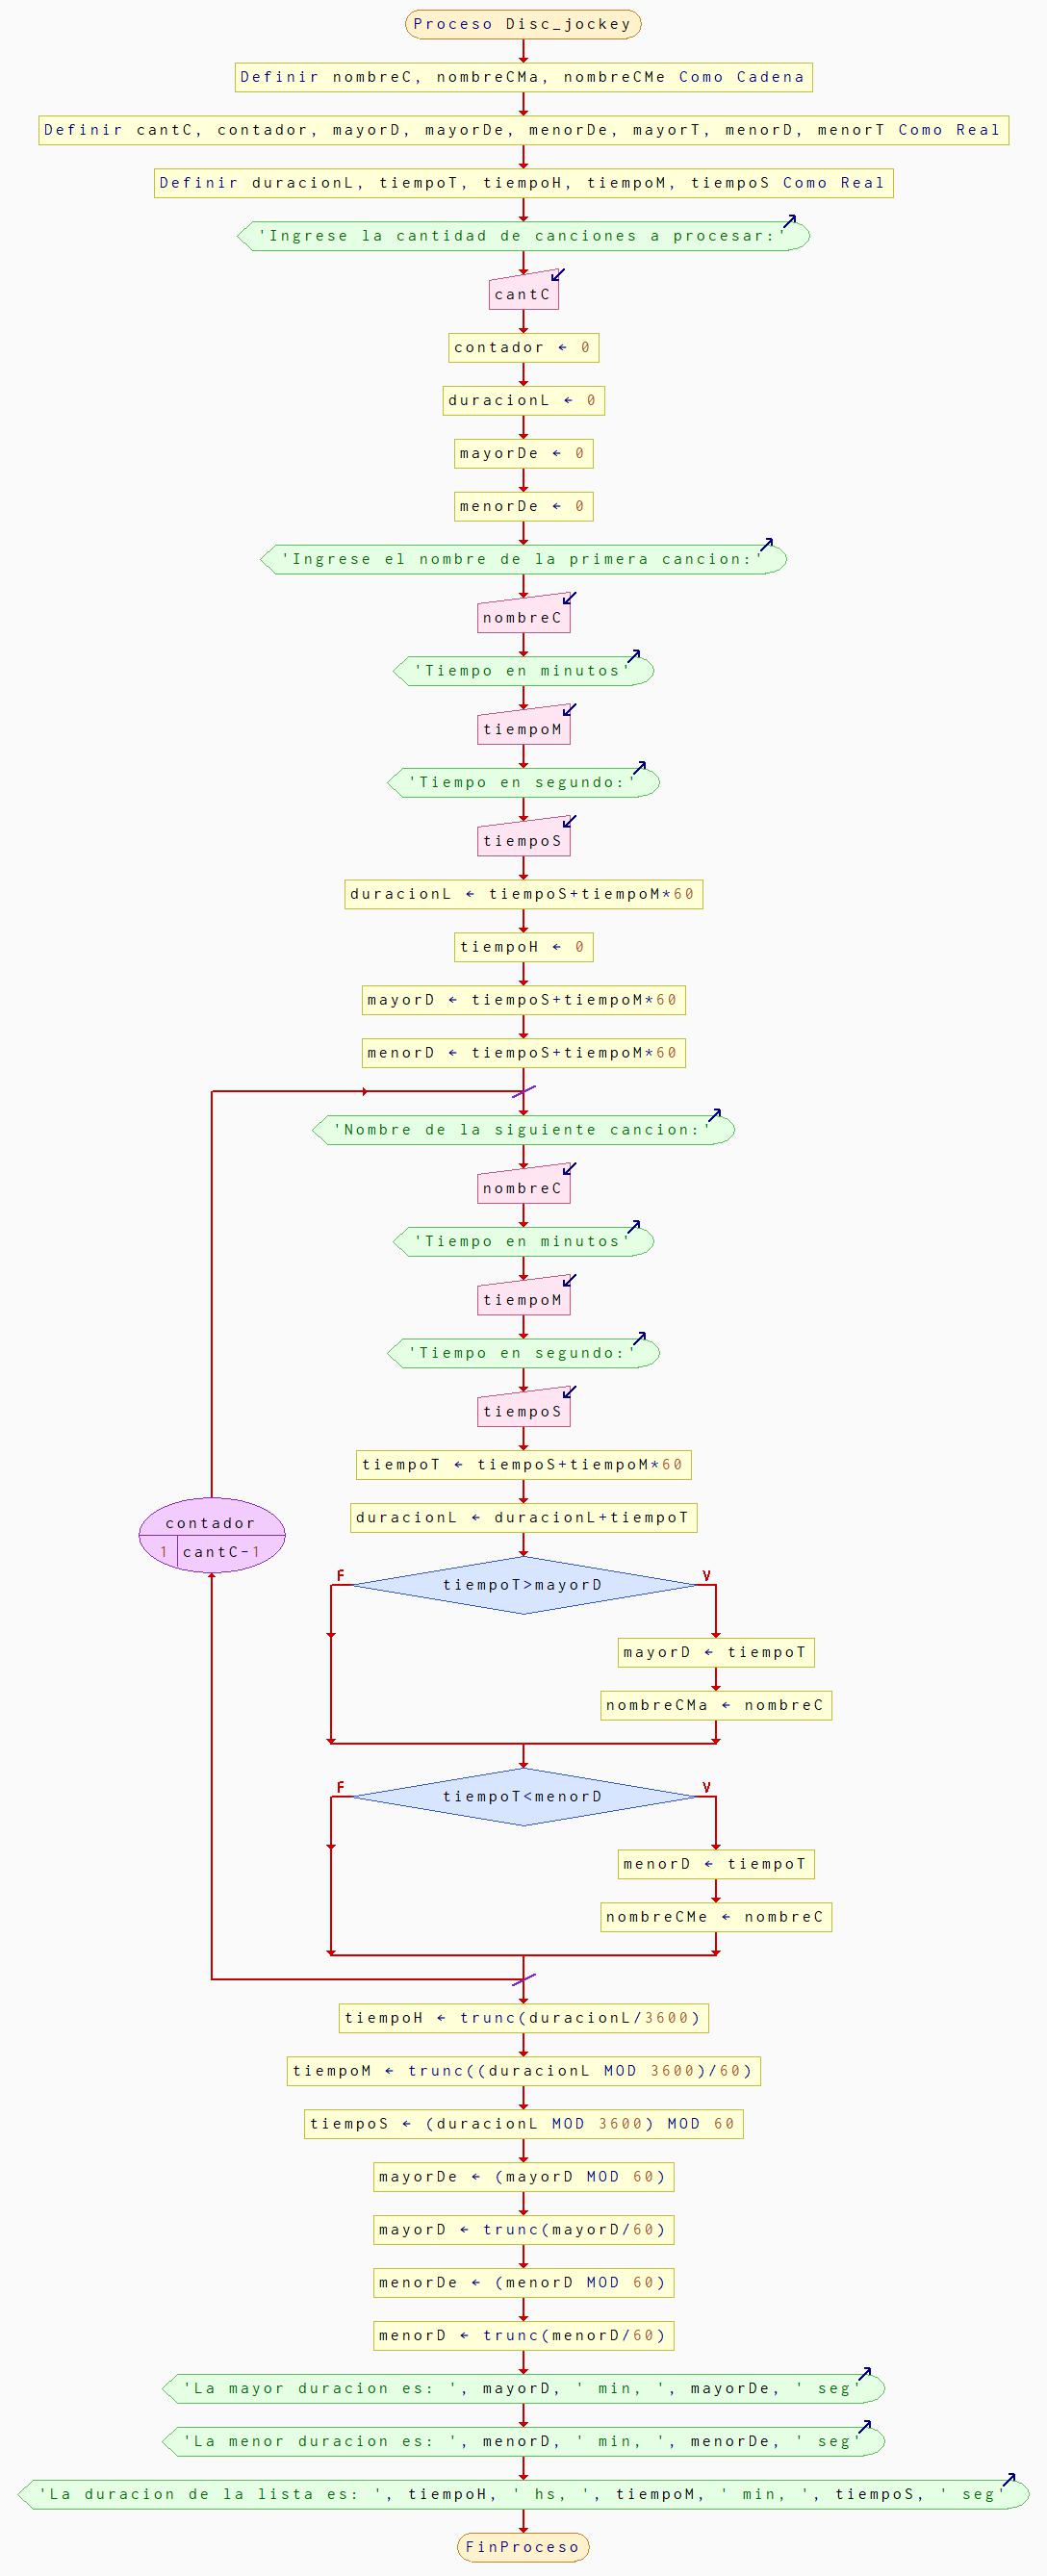 Proceso Disc_jockey
Definir nombreC, nombreCMa, nombreCMe Como Cadena
Definir cantC, contador, mayorD, mayorDe, menorDe, mayorT, menorD, menorT Como Real
Definir duracionL, tiempoT, tiempoH, tiempoM, tiempoS Como Real
'Ingrese la cantidad de canciones a procesar:'
cantC
contador ← 0
duracionL ← 0
mayorDe ← 0
menorDe ← 0
'Ingrese el nombre de la primera cancion:'
nombreC
'Tiempo en minutos'
tiempoM
'Tiempo en segundo:'
tiempoS
duracionL ← tiempoS+tiempoM*60
tiempoH ← 0
mayorD ← tiempoS+tiempoM*60
menorD ← tiempoS+tiempoM*60
'Nombre de la siguiente cancion:'
nombreC
'Tiempo en minutos'
tiempoM
'Tiempo en segundo:'
tiempoS
tiempoT ← tiempoS+tiempoM*60
duracionL ← duracionL+tiempoT
contador
1 cantC-1
F tiempoT>mayorD V
mayorD ← tiempoT
nombreCMa ← nombreC
F tiempoT<menorD V
menorD ← tiempoT
nombreCMe ← nombreC
tiempoH ← trunc(duracionL/3600)
tiempoM ← trunc((duracionL MOD 3600)/60)
tiempoS ← (duracionL MOD 3600) MOD 60
mayorDe ← (mayorD MOD 60)
mayorD ← trunc(mayorD/60)
menorDe ← (menorD MOD 60)
menorD ← trunc(menorD/60)
'La mayor duracion es: ', mayorD, ' min, ', mayorDe, ' seg'
'La menor duracion es: ', menorD, ' min, ', menorDe, ' seg'
'La duracion de la lista es: ', tiempoH, ' hs, ', tiempoM, ' min, ', tiempoS, ' seg'
FinProceso